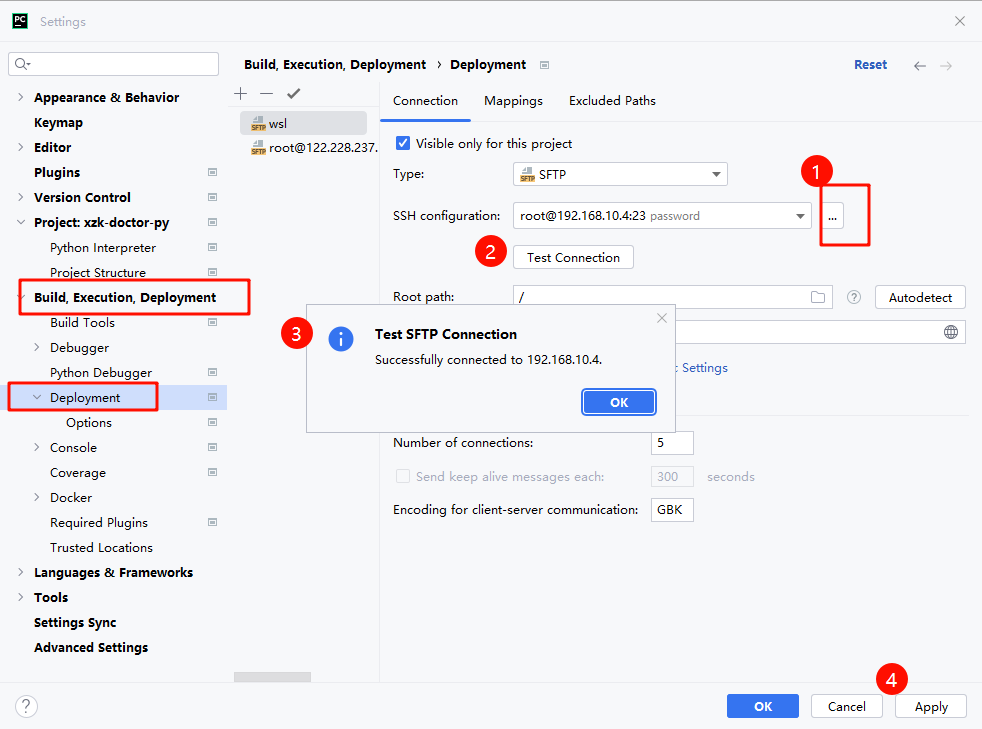 PC Settings
Build, Execution, Deployment › Deployment
Reset
Appearance & Behavior
Keymap
Editor
Plugins
Version Control
Project: xzk-doctor-py
Python Interpreter
Project Structure
Build, Execution, Deployment
Build Tools
Debugger
Python Debugger
Deployment
Options
Console
Coverage
Docker
Required Plugins
Trusted Locations
Languages & Frameworks
Tools
Settings Sync
Advanced Settings
SFTP wsl
SFTP root@122.228.237.
Connection Mappings Excluded Paths
Visible only for this project
Type: SFTP SFTP
1
SSH configuration: root@192.168.10.4:23 password ...
2 Test Connection
Root path: / ? Autodetect
3
Test SFTP Connection
Successfully connected to 192.168.10.4.
OK
Settings
Number of connections: 5
Send keep alive messages each: 300 seconds
Encoding for client-server communication: GBK
4
? OK Cancel Apply